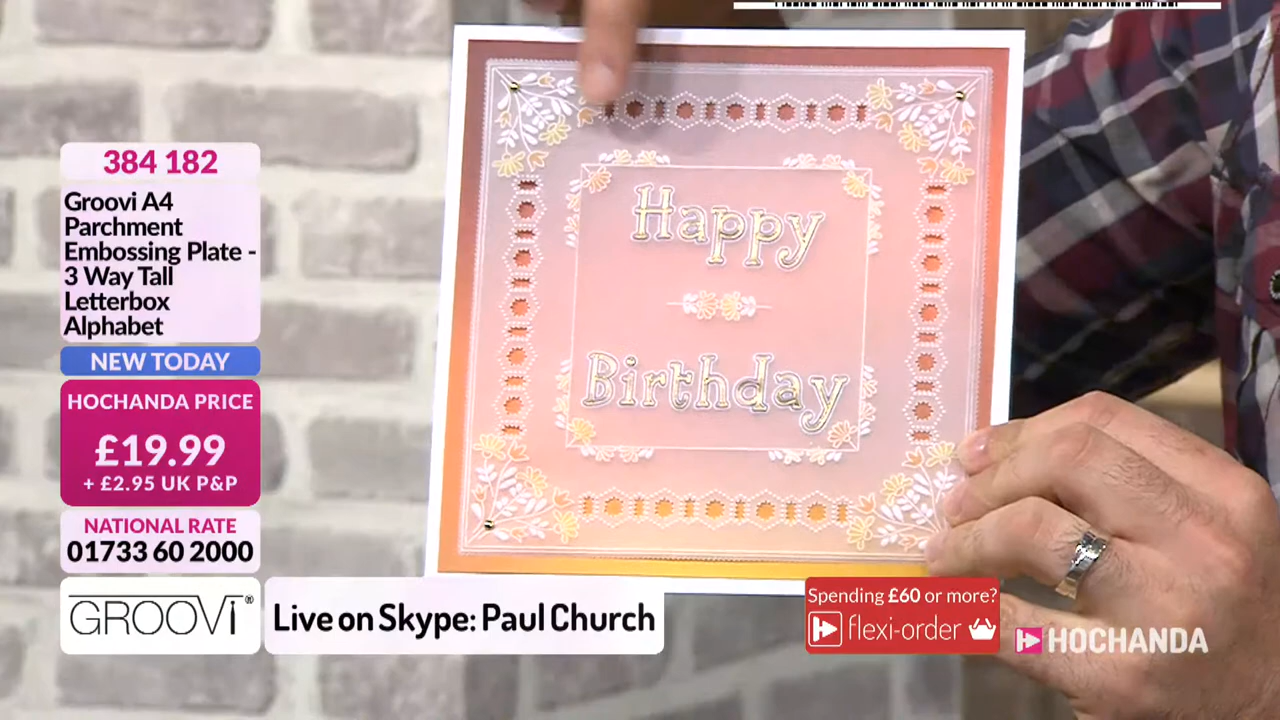 384 182
Groovi A4
Parchment
Embossing Plate -
3 Way Tall
Letterbox
Alphabet
NEW TODAY
HOCHANDA PRICE
£19.99
+ £2.95 UK P&P
NATIONAL RATE
01733 60 2000
GROOVI®
Live on Skype: Paul Church
Happy
Birthday
Spending £60 or more?
flexi-order
HOCHANDA